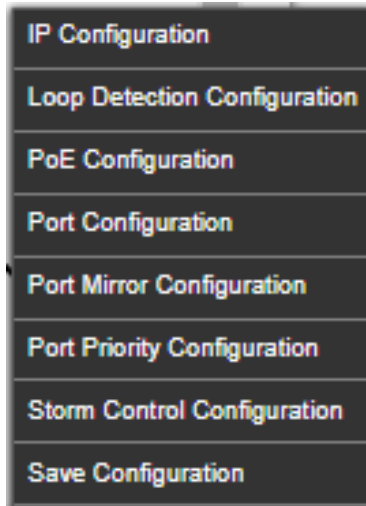 IP Configuration
Loop Detection Configuration
PoE Configuration
Port Configuration
Port Mirror Configuration
Port Priority Configuration
Storm Control Configuration
Save Configuration